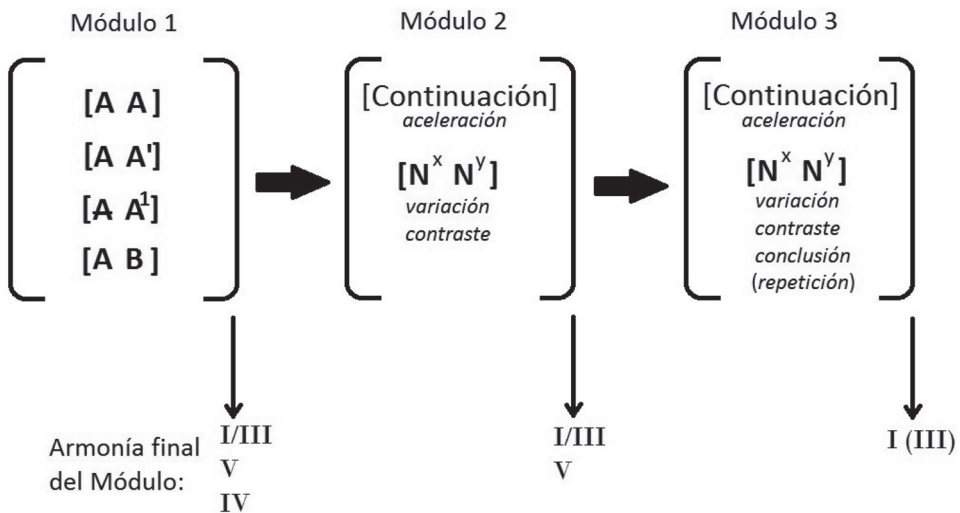 Módulo 1
[A A]
[A A']
[A A¹]
[A B]
Módulo 2
[Continuación]
aceleración
[Nˣ Nʸ]
variación
contraste
Módulo 3
[Continuación]
aceleración
[Nˣ Nʸ]
variación
contraste
conclusión
(repetición)
Armonía final
del Módulo:
I/III
V
IV
I/III
V
I (III)